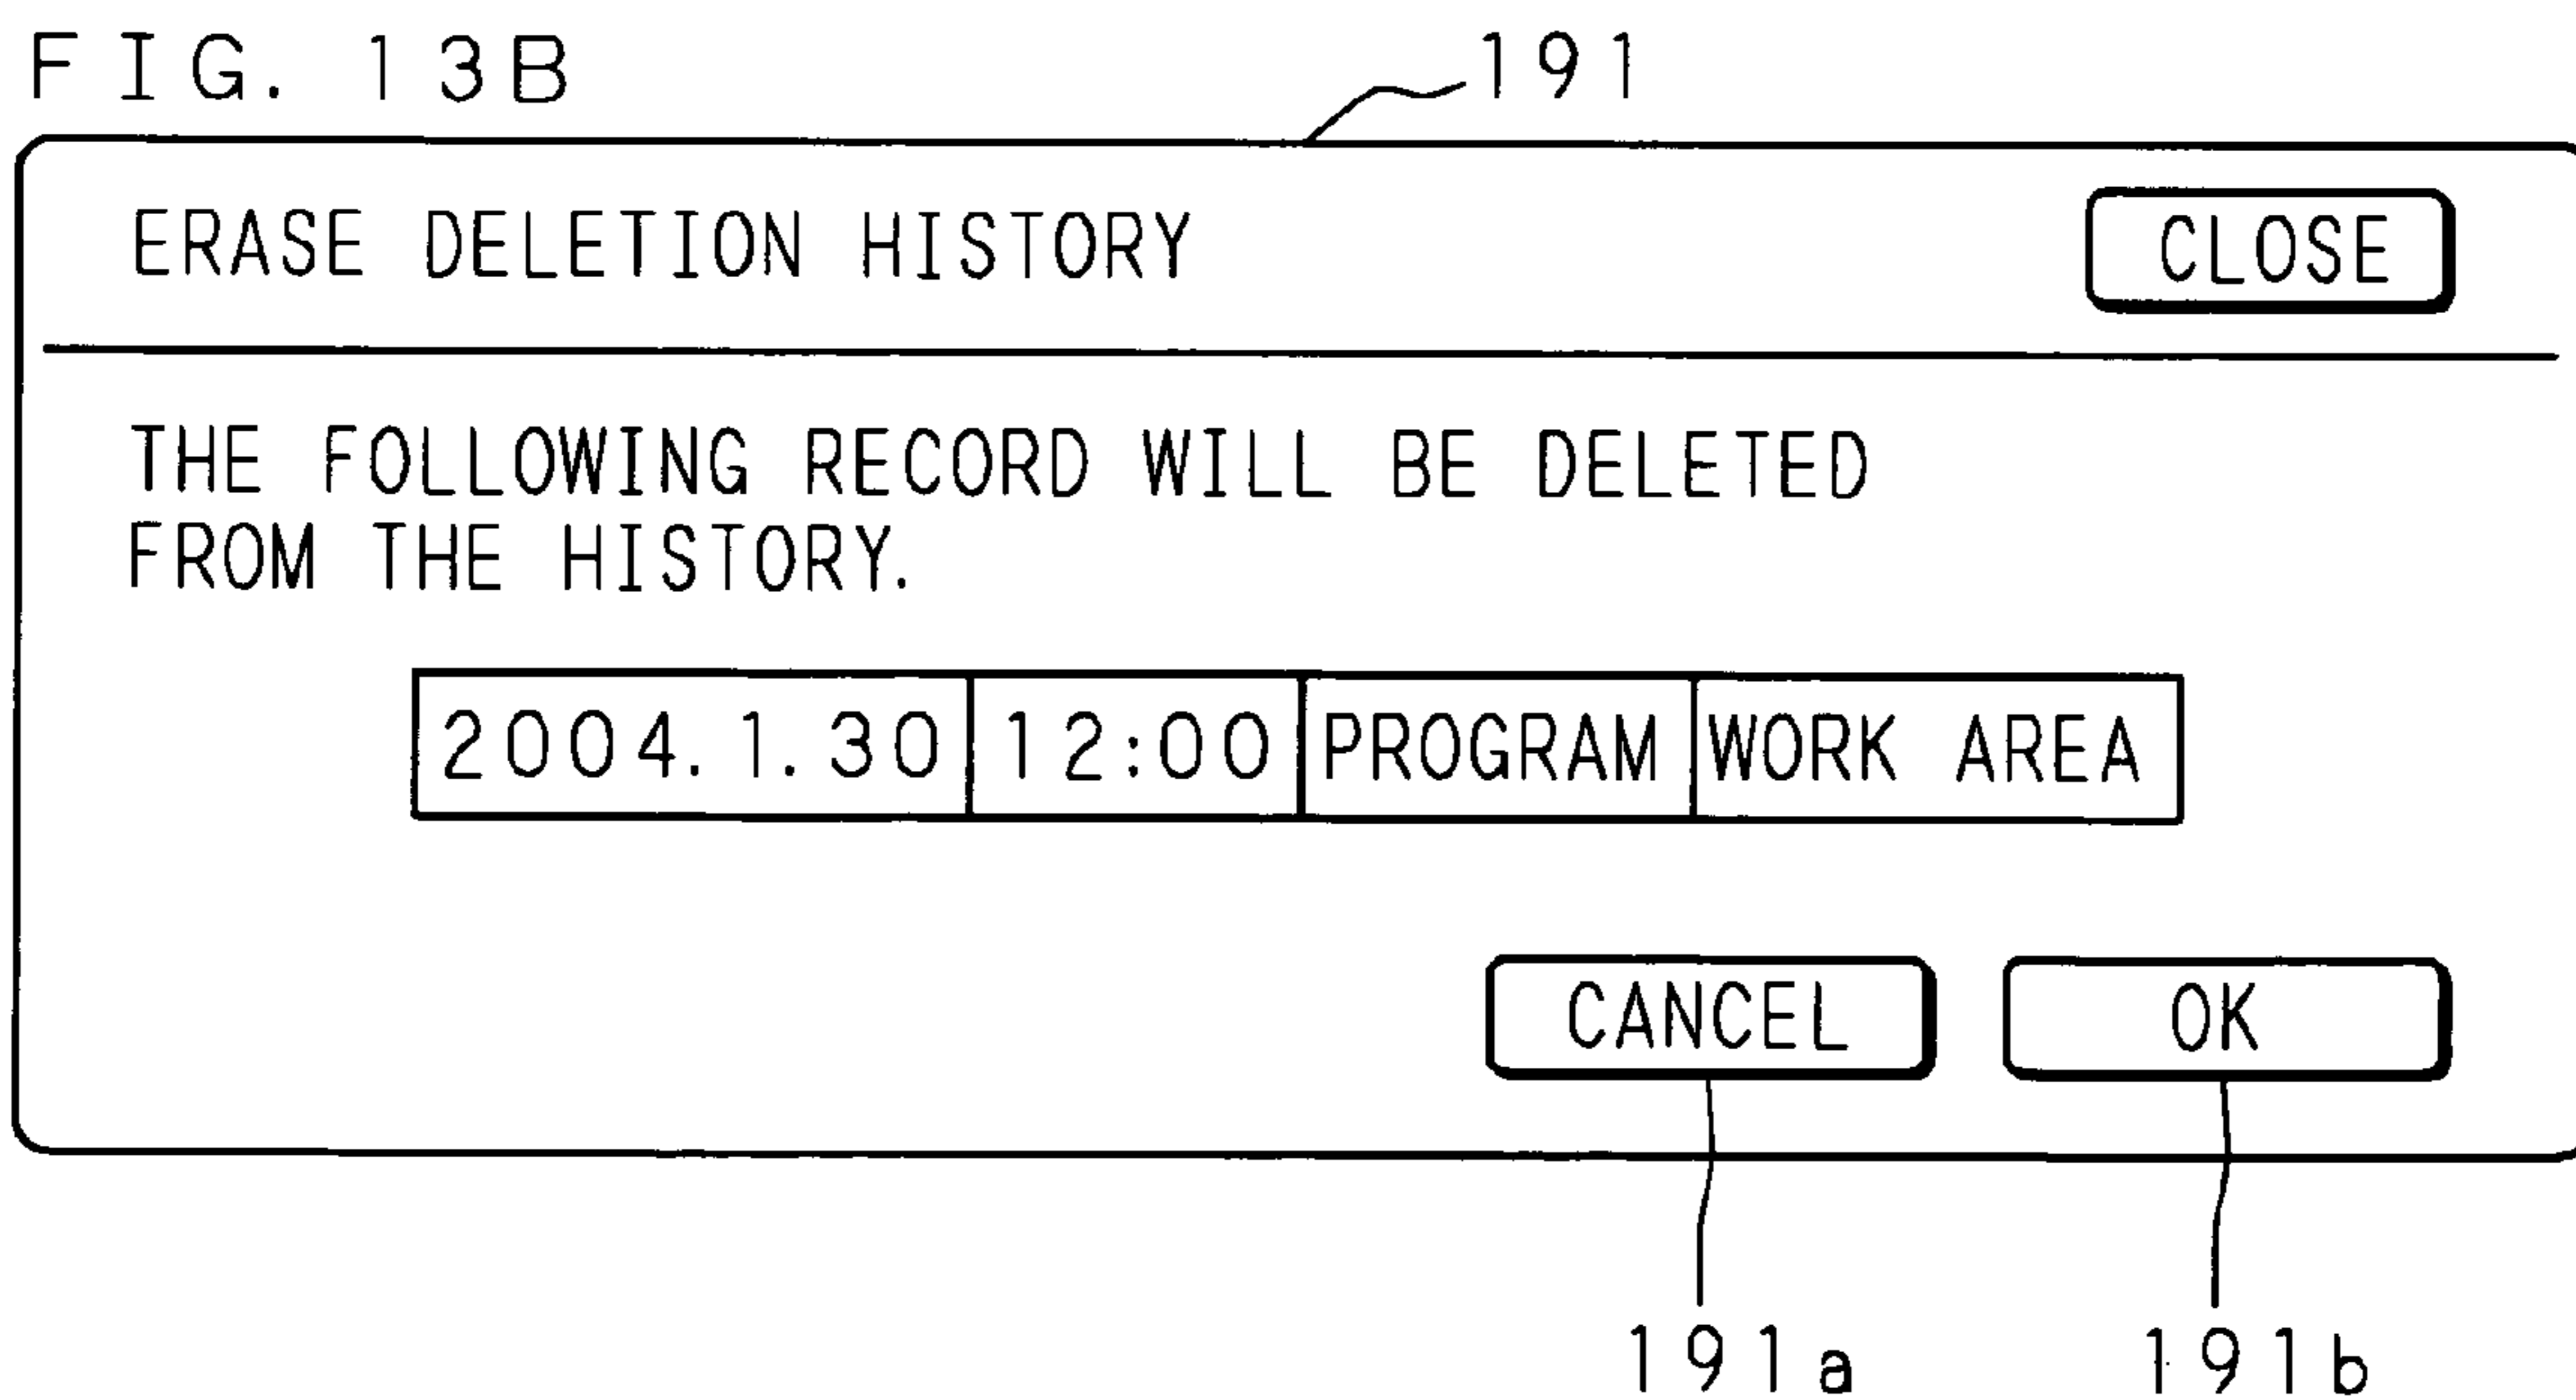 FIG. 13B
191
ERASE DELETION HISTORY CLOSE
THE FOLLOWING RECORD WILL BE DELETED
FROM THE HISTORY.
2004.1.30 12:00 PROGRAM WORK AREA
CANCEL OK
191a 191b